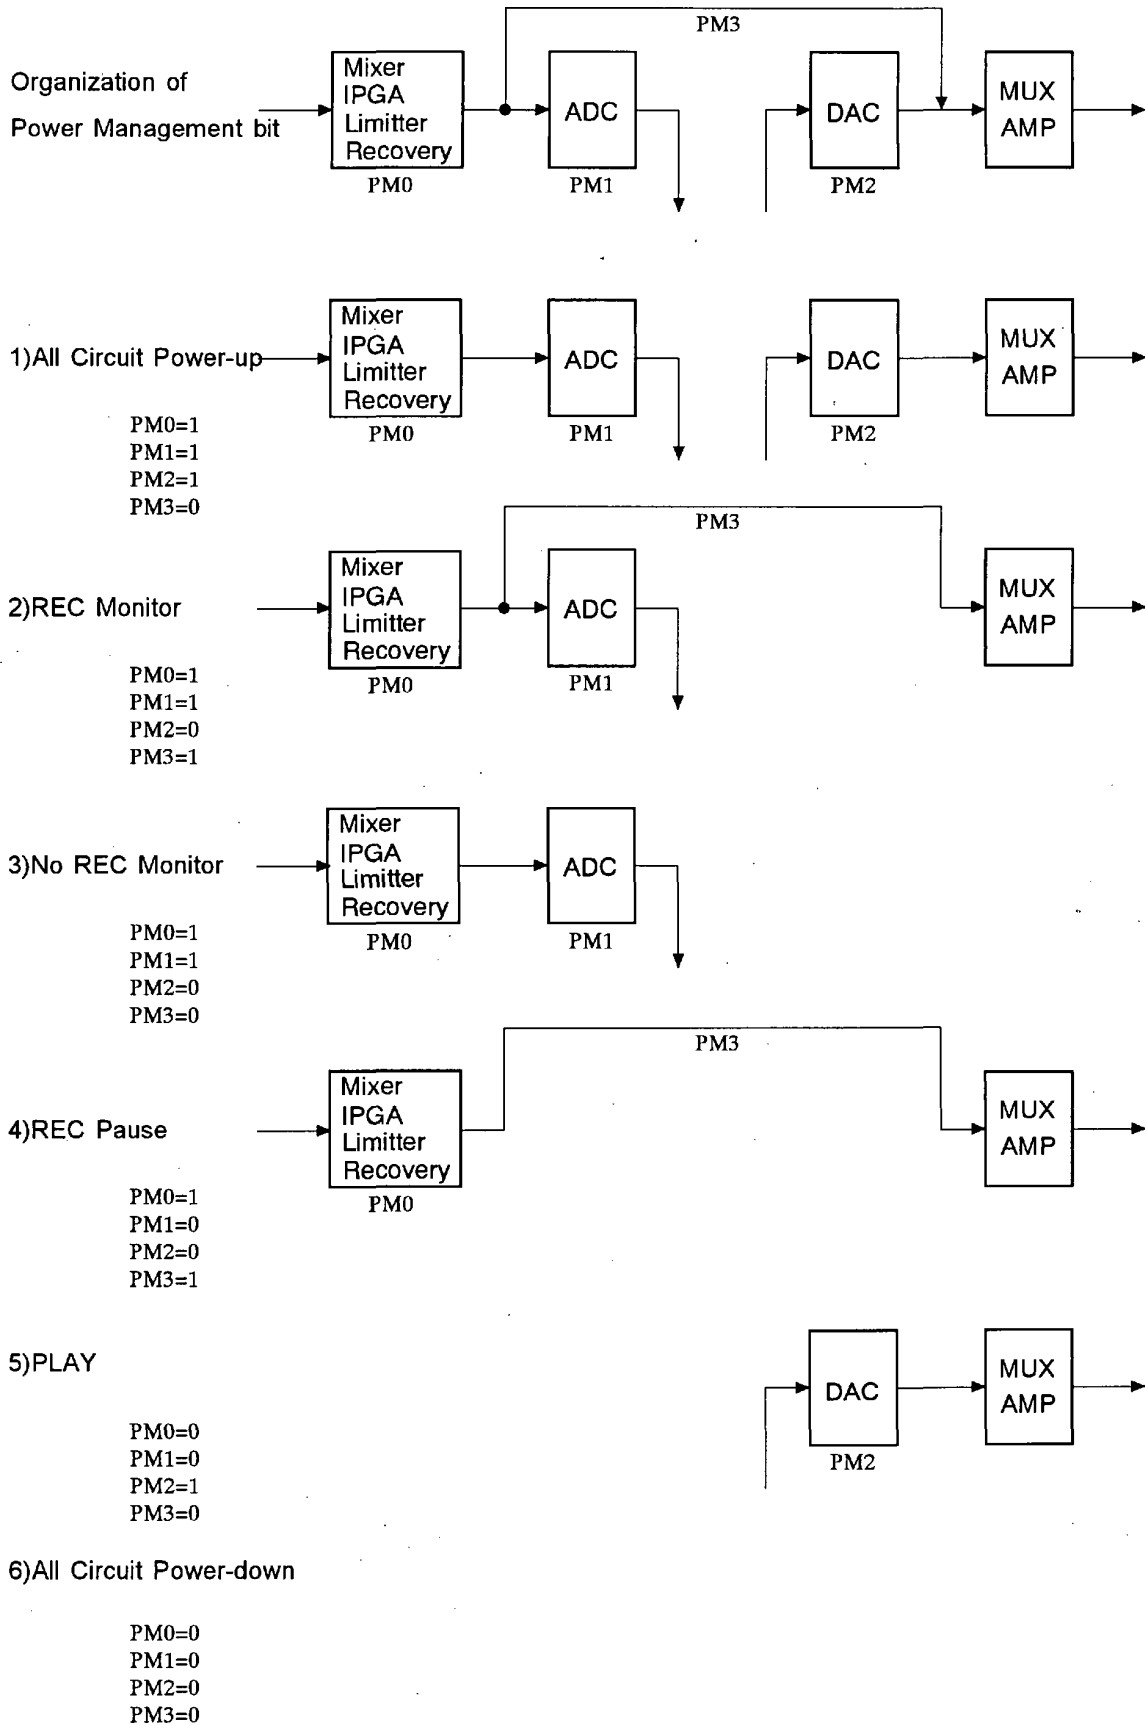 PM3
Organization of
Power Management bit
Mixer
IPGA
Limitter
Recovery
PM0
ADC
PM1
DAC
PM2
MUX
AMP
1)All Circuit Power-up
PM0=1
PM1=1
PM2=1
PM3=0
Mixer
IPGA
Limitter
Recovery
PM0
ADC
PM1
DAC
PM2
MUX
AMP
2)REC Monitor
PM0=1
PM1=1
PM2=0
PM3=1
Mixer
IPGA
Limitter
Recovery
PM0
ADC
PM1
PM3
MUX
AMP
3)No REC Monitor
PM0=1
PM1=1
PM2=0
PM3=0
Mixer
IPGA
Limitter
Recovery
PM0
ADC
PM1
4)REC Pause
PM0=1
PM1=0
PM2=0
PM3=1
Mixer
IPGA
Limitter
Recovery
PM0
PM3
MUX
AMP
5)PLAY
PM0=0
PM1=0
PM2=1
PM3=0
DAC
PM2
MUX
AMP
6)All Circuit Power-down
PM0=0
PM1=0
PM2=0
PM3=0